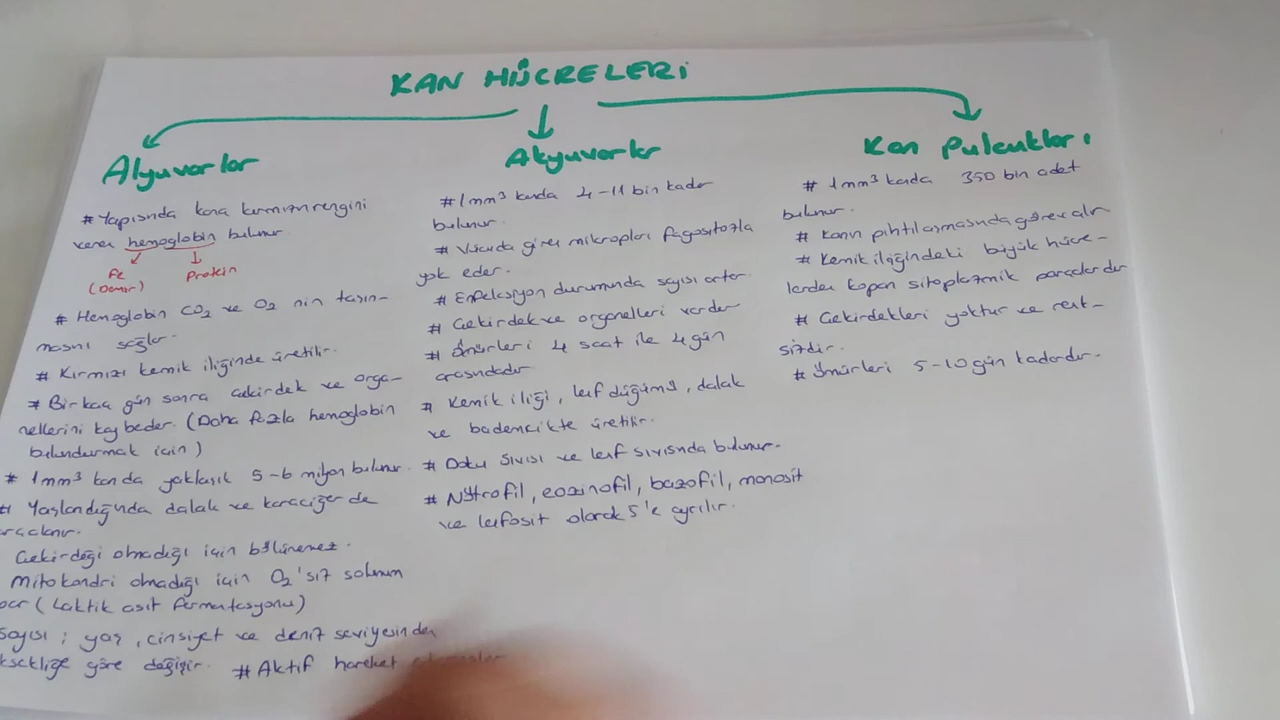 KAN HÜCRELERİ
Alyuvarlar
# Yapısında kana kırmızı rengini
veren hemoglobin bulunur.
Fe
(Demir)
Protein
# Hemoglobin CO2 ve O2 nin taşın-
masını sağlar.
# Kırmızı kemik iliğinde üretilir.
# Birkaç gün sonra çekirdek ve orga-
nellerini kaybeder. (Daha fazla hemoglobin
bulundurmak için)
# 1mm³ kanda yaklaşık 5-6 milyon bulunur.
# Yaşlandığında dalak ve karaciğerde
Çekirdeği olmadığı için bölünemez.
Mitokondri olmadığı için O2'siz solunum
(Laktik asit fermantasyonu)
sayısı; yaş, cinsiyet ve deniz seviyesinden
göre değişir. # Aktif hareket
Akyuvarlar
#1mm³ kanda 4-11 bin kadar
bulunur.
# Vücuda giren mikropları fagositozla
yok eder.
# Enfeksiyon durumunda sayısı artar.
# Çekirdek ve organelleri vardır
# Ömürleri 4 saat ile 4 gün
arasındadır
# Kemik iliği, lenf düğümü, dalak
ve bademcikte üretilir.
# Doku sıvısı ve lenf sıvısında bulunur.
# Nötrofil, eozinofil, bazofil, monosit
ve lenfosit olarak 5'e ayrılır.
Kan Pulcukları
# 1mm³ kanda 350 bin adet
bulunur.
# Kanın pıhtılaşmasında görev alır
# Kemik iliğindeki büyük hücre-
lerden kopan sitoplazmik parçalardır
# Çekirdekleri yoktur ve renk-
sizdir.
# Ömürleri 5-10 gün kadardır.